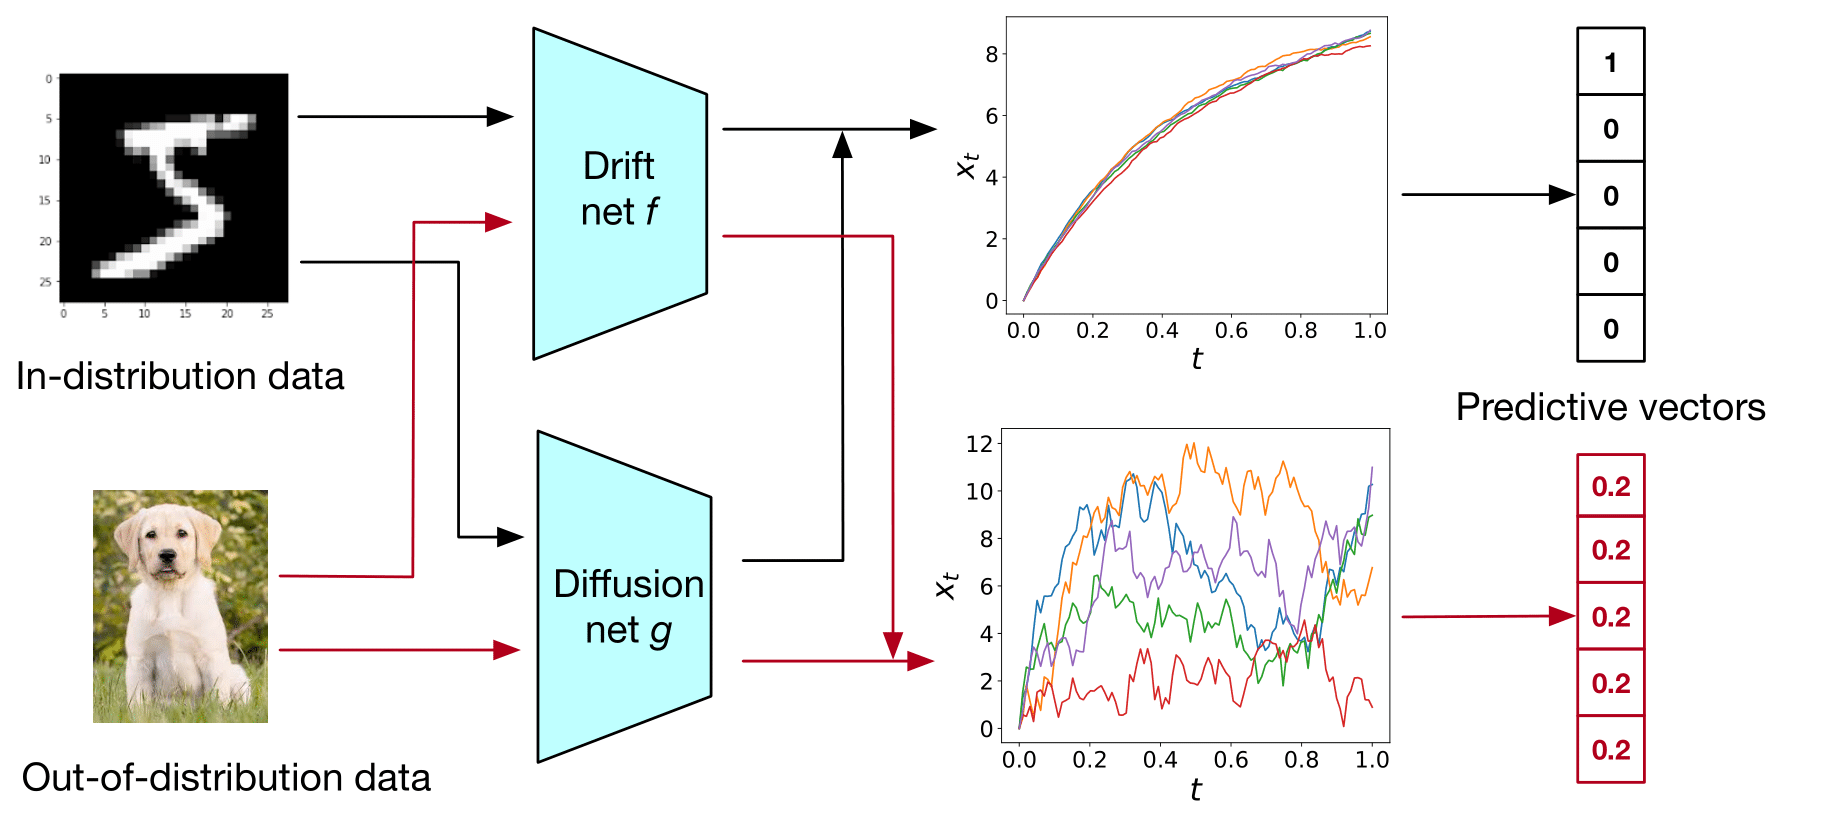 0
5
10
15
20
25
0 5 10 15 20 25
In-distribution data
Out-of-distribution data
Drift
net f
Diffusion
net g
8
6
4
2
0
x_t
0.0 0.2 0.4 0.6 0.8 1.0
t
12
10
8
6
4
2
0
x_t
0.0 0.2 0.4 0.6 0.8 1.0
t
1
0
0
0
0
Predictive vectors
0.2
0.2
0.2
0.2
0.2